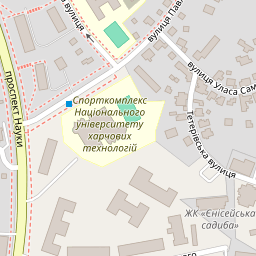 вулиця
вулиця Пав
вулиця Уласа Сам
проспект Науки
Спорткомплекс
Національного
університету
харчових
технологій
Тетерівська вулиця
ЖК «Єнісейська
садиба»